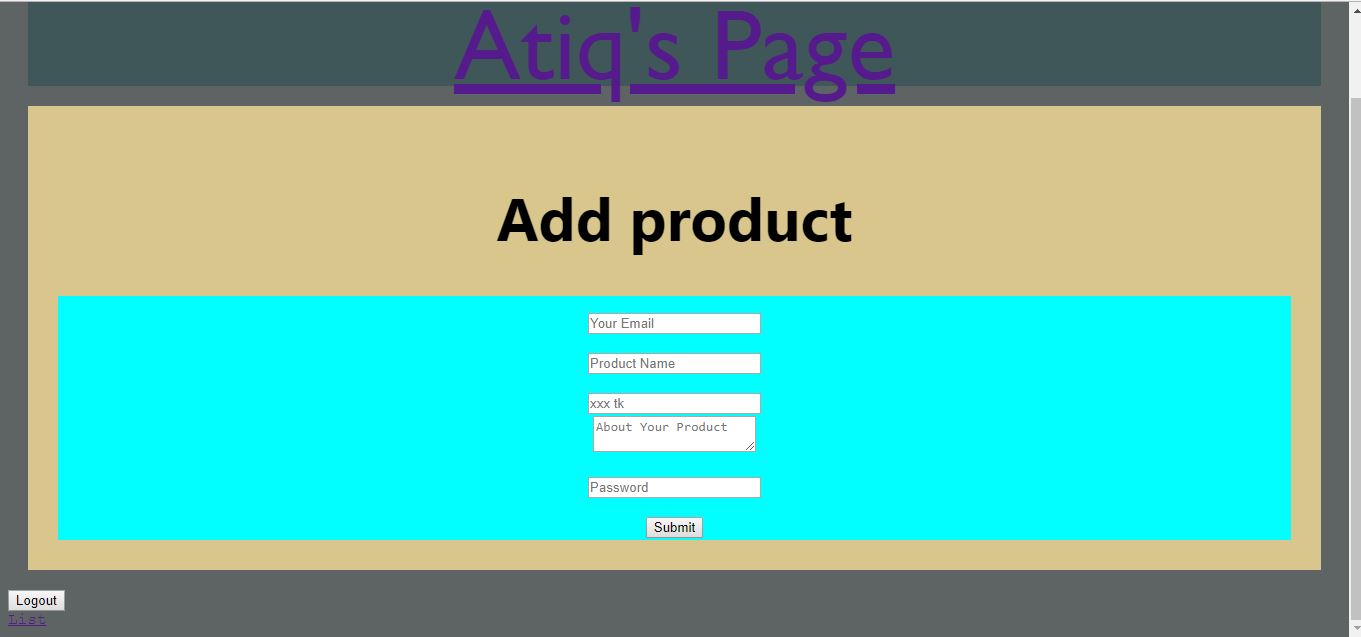 Atiq's Page
Add product
Your Email
Product Name
xxx tk
About Your Product
Password
Submit
Logout
List